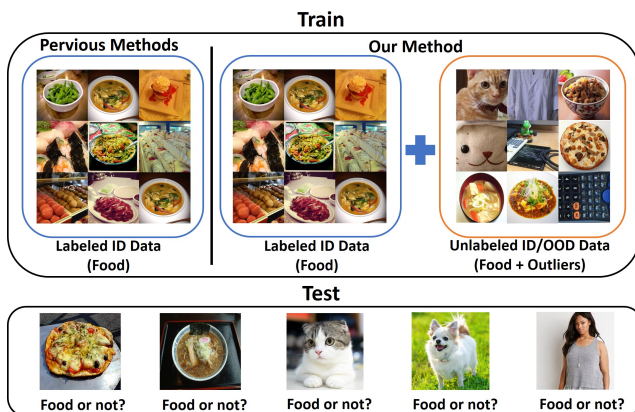 Train
Pervious Methods
Our Method
Labeled ID Data
(Food)
Labeled ID Data
(Food)
Unlabeled ID/OOD Data
(Food + Outliers)
Test
Food or not?
Food or not?
Food or not?
Food or not?
Food or not?